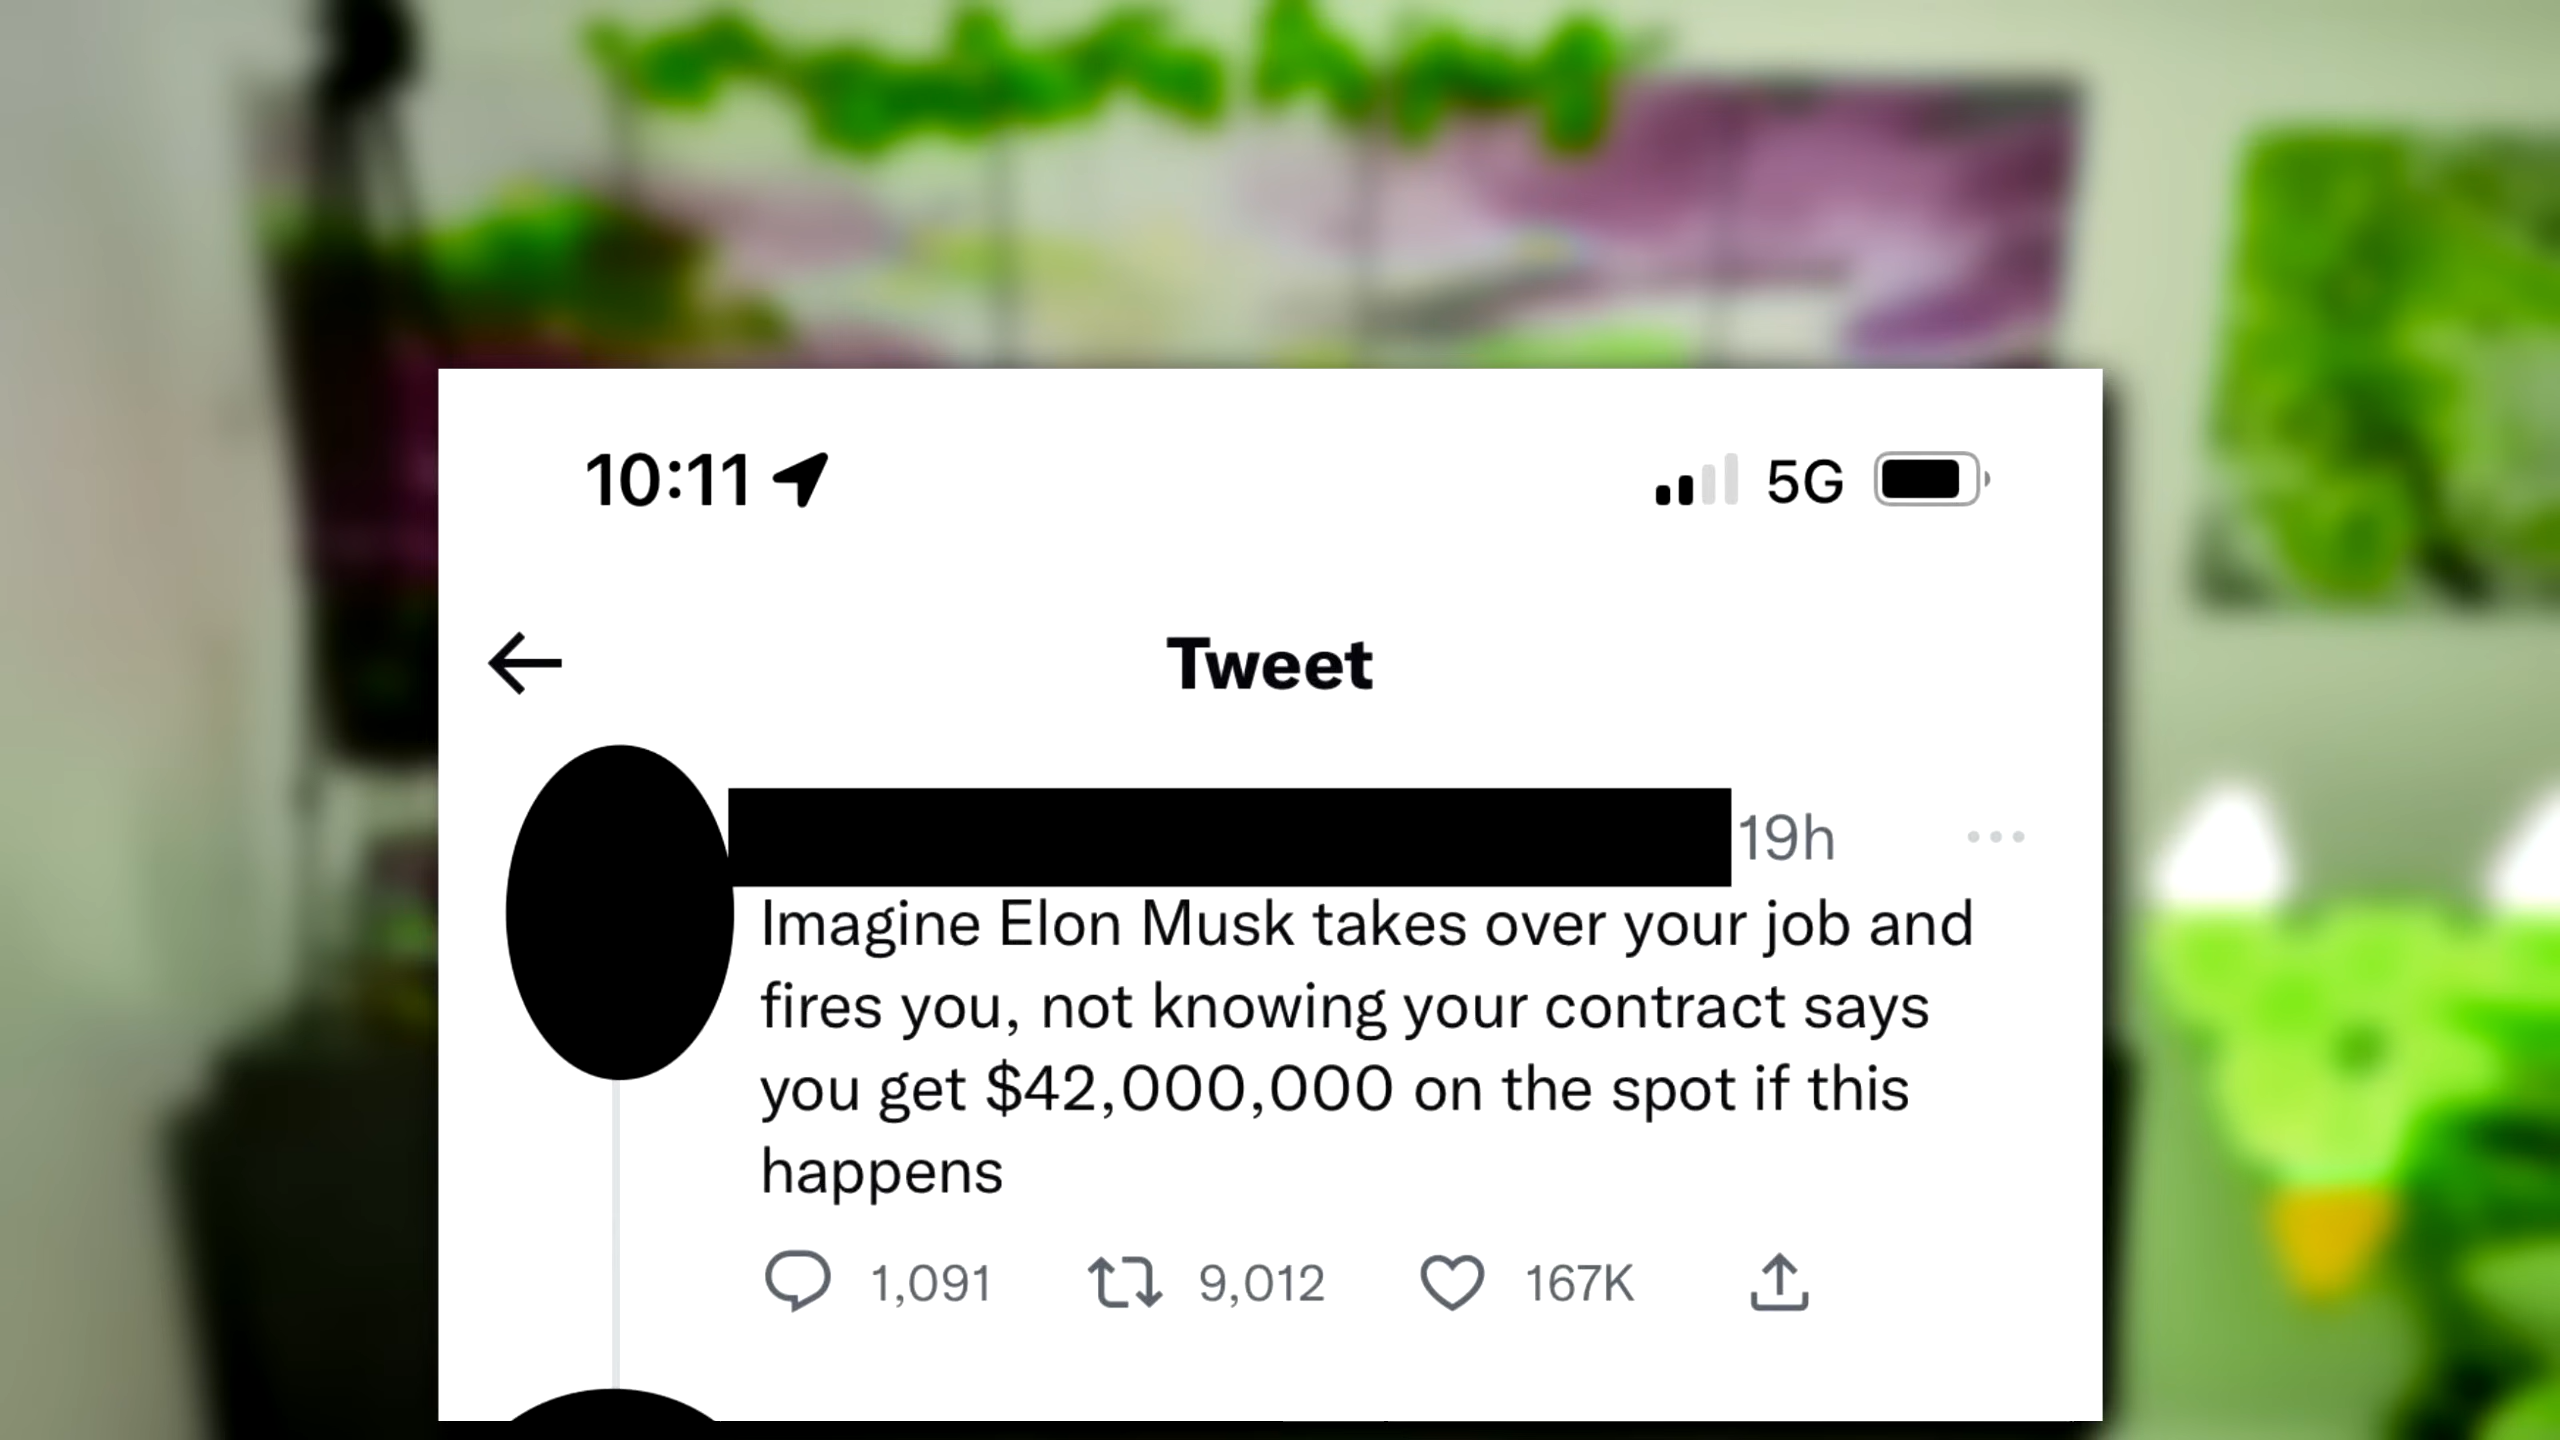 10:11 5G
Tweet
19h
Imagine Elon Musk takes over your job and
fires you, not knowing your contract says
you get $42,000,000 on the spot if this
happens
1,091 9,012 167K